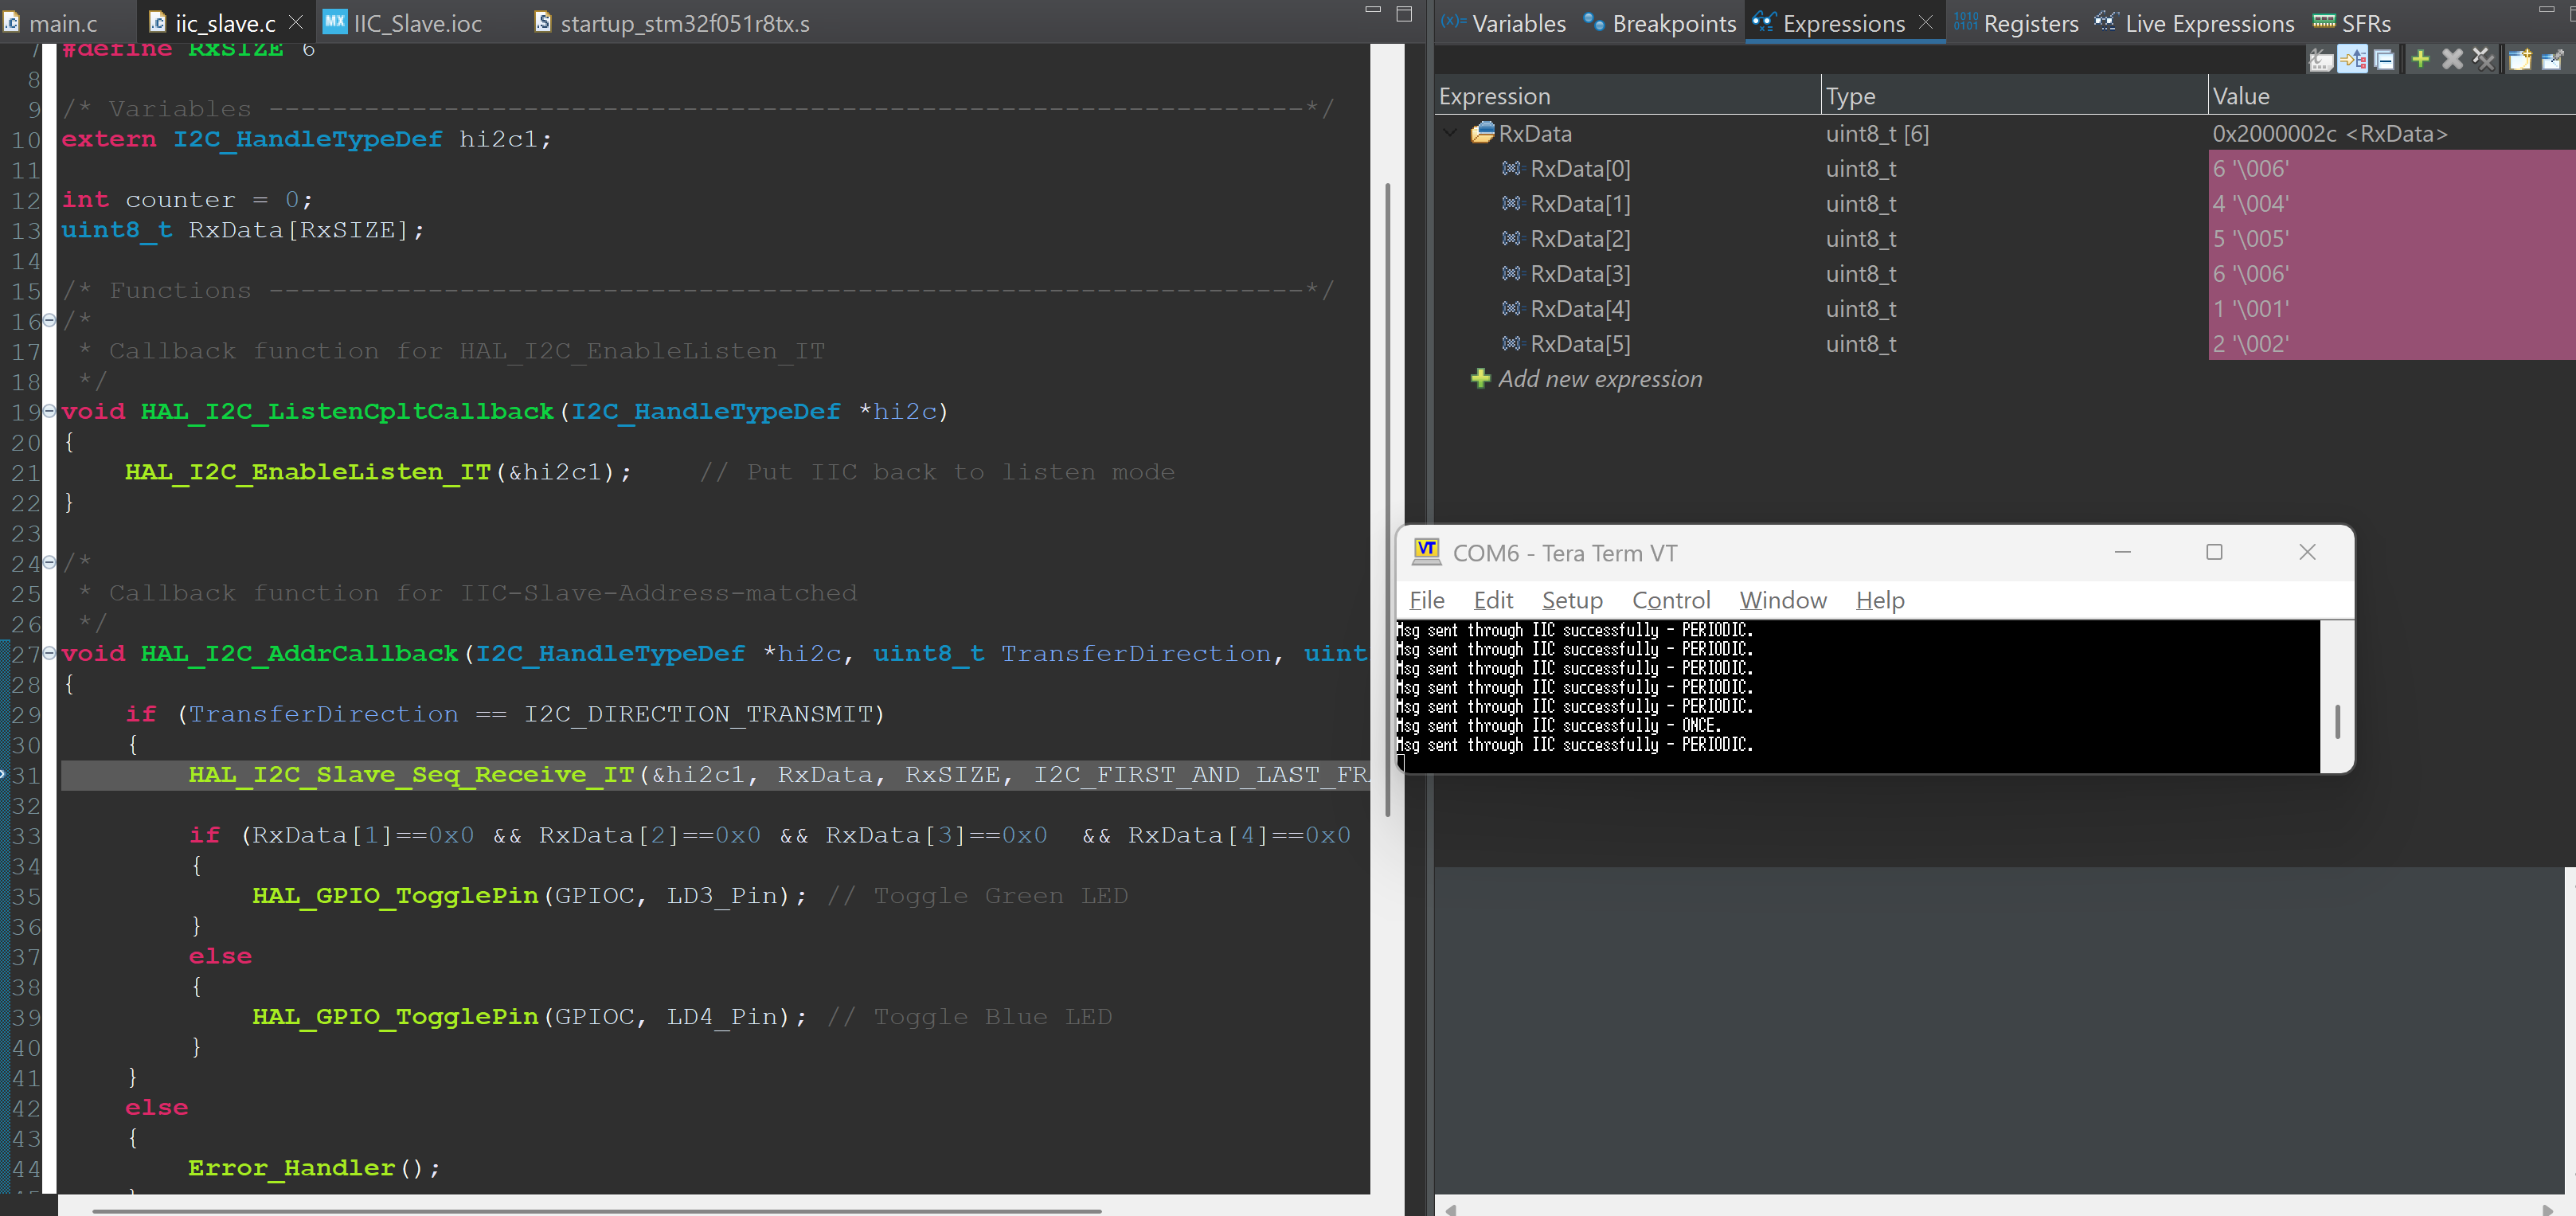 main.c
iic_slave.c
MX IIC_Slave.ioc
S startup_stm32f051r8tx.s
7 #define RxSIZE 6
8
9 /* Variables -----------------------------------------------------------------*/
10 extern I2C_HandleTypeDef hi2c1;
11
12 int counter = 0;
13 uint8_t RxData[RxSIZE];
14
15 /* Functions -----------------------------------------------------------------*/
16 /*
17  * Callback function for HAL_I2C_EnableListen_IT
18  */
19 void HAL_I2C_ListenCpltCallback(I2C_HandleTypeDef *hi2c)
20 {
21     HAL_I2C_EnableListen_IT(&hi2c1);    // Put IIC back to listen mode
22 }
23
24 /*
25  * Callback function for IIC-Slave-Address-matched
26  */
27 void HAL_I2C_AddrCallback(I2C_HandleTypeDef *hi2c, uint8_t TransferDirection, uint
28 {
29     if (TransferDirection == I2C_DIRECTION_TRANSMIT)
30     {
31         HAL_I2C_Slave_Seq_Receive_IT(&hi2c1, RxData, RxSIZE, I2C_FIRST_AND_LAST_FR
32
33         if (RxData[1]==0x0 && RxData[2]==0x0 && RxData[3]==0x0  && RxData[4]==0x0
34         {
35             HAL_GPIO_TogglePin(GPIOC, LD3_Pin); // Toggle Green LED
36         }
37         else
38         {
39             HAL_GPIO_TogglePin(GPIOC, LD4_Pin); // Toggle Blue LED
40         }
41     }
42     else
43     {
44         Error_Handler();
(x)= Variables
Breakpoints
Expressions
1010 0101 Registers
Live Expressions
SFRs
Expression Type Value
RxData uint8_t [6] 0x2000002c <RxData>
RxData[0] uint8_t 6 '\006'
RxData[1] uint8_t 4 '\004'
RxData[2] uint8_t 5 '\005'
RxData[3] uint8_t 6 '\006'
RxData[4] uint8_t 1 '\001'
RxData[5] uint8_t 2 '\002'
Add new expression
VT COM6 - Tera Term VT
File Edit Setup Control Window Help
Msg sent through IIC successfully - PERIODIC.
Msg sent through IIC successfully - PERIODIC.
Msg sent through IIC successfully - PERIODIC.
Msg sent through IIC successfully - PERIODIC.
Msg sent through IIC successfully - PERIODIC.
Msg sent through IIC successfully - ONCE.
Msg sent through IIC successfully - PERIODIC.